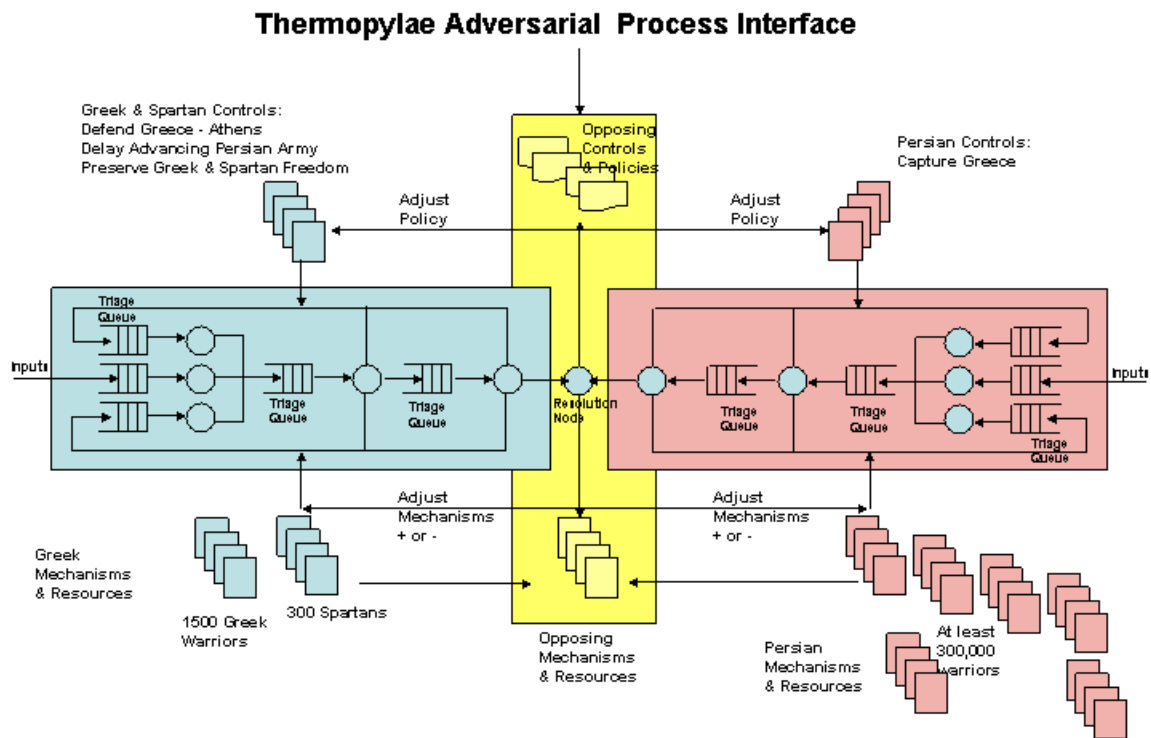 Thermopylae Adversarial Process Interface
Greek & Spartan Controls:
Defend Greece - Athens
Delay Advancing Persian Army
Preserve Greek & Spartan Freedom
Opposing
Controls
& Policies
Persian Controls:
Capture Greece
Adjust
Policy
Adjust
Policy
Triage
Queue
Inputs
Triage
Queue
Triage
Queue
Resolution
Node
Triage
Queue
Triage
Queue
Triage
Queue
Inputs
Adjust
Mechanisms
+ or -
Adjust
Mechanisms
+ or -
Greek
Mechanisms
& Resources
1500 Greek
Warriors
300 Spartans
Opposing
Mechanisms
& Resources
Persian
Mechanisms
& Resources
At least
300,000
warriors